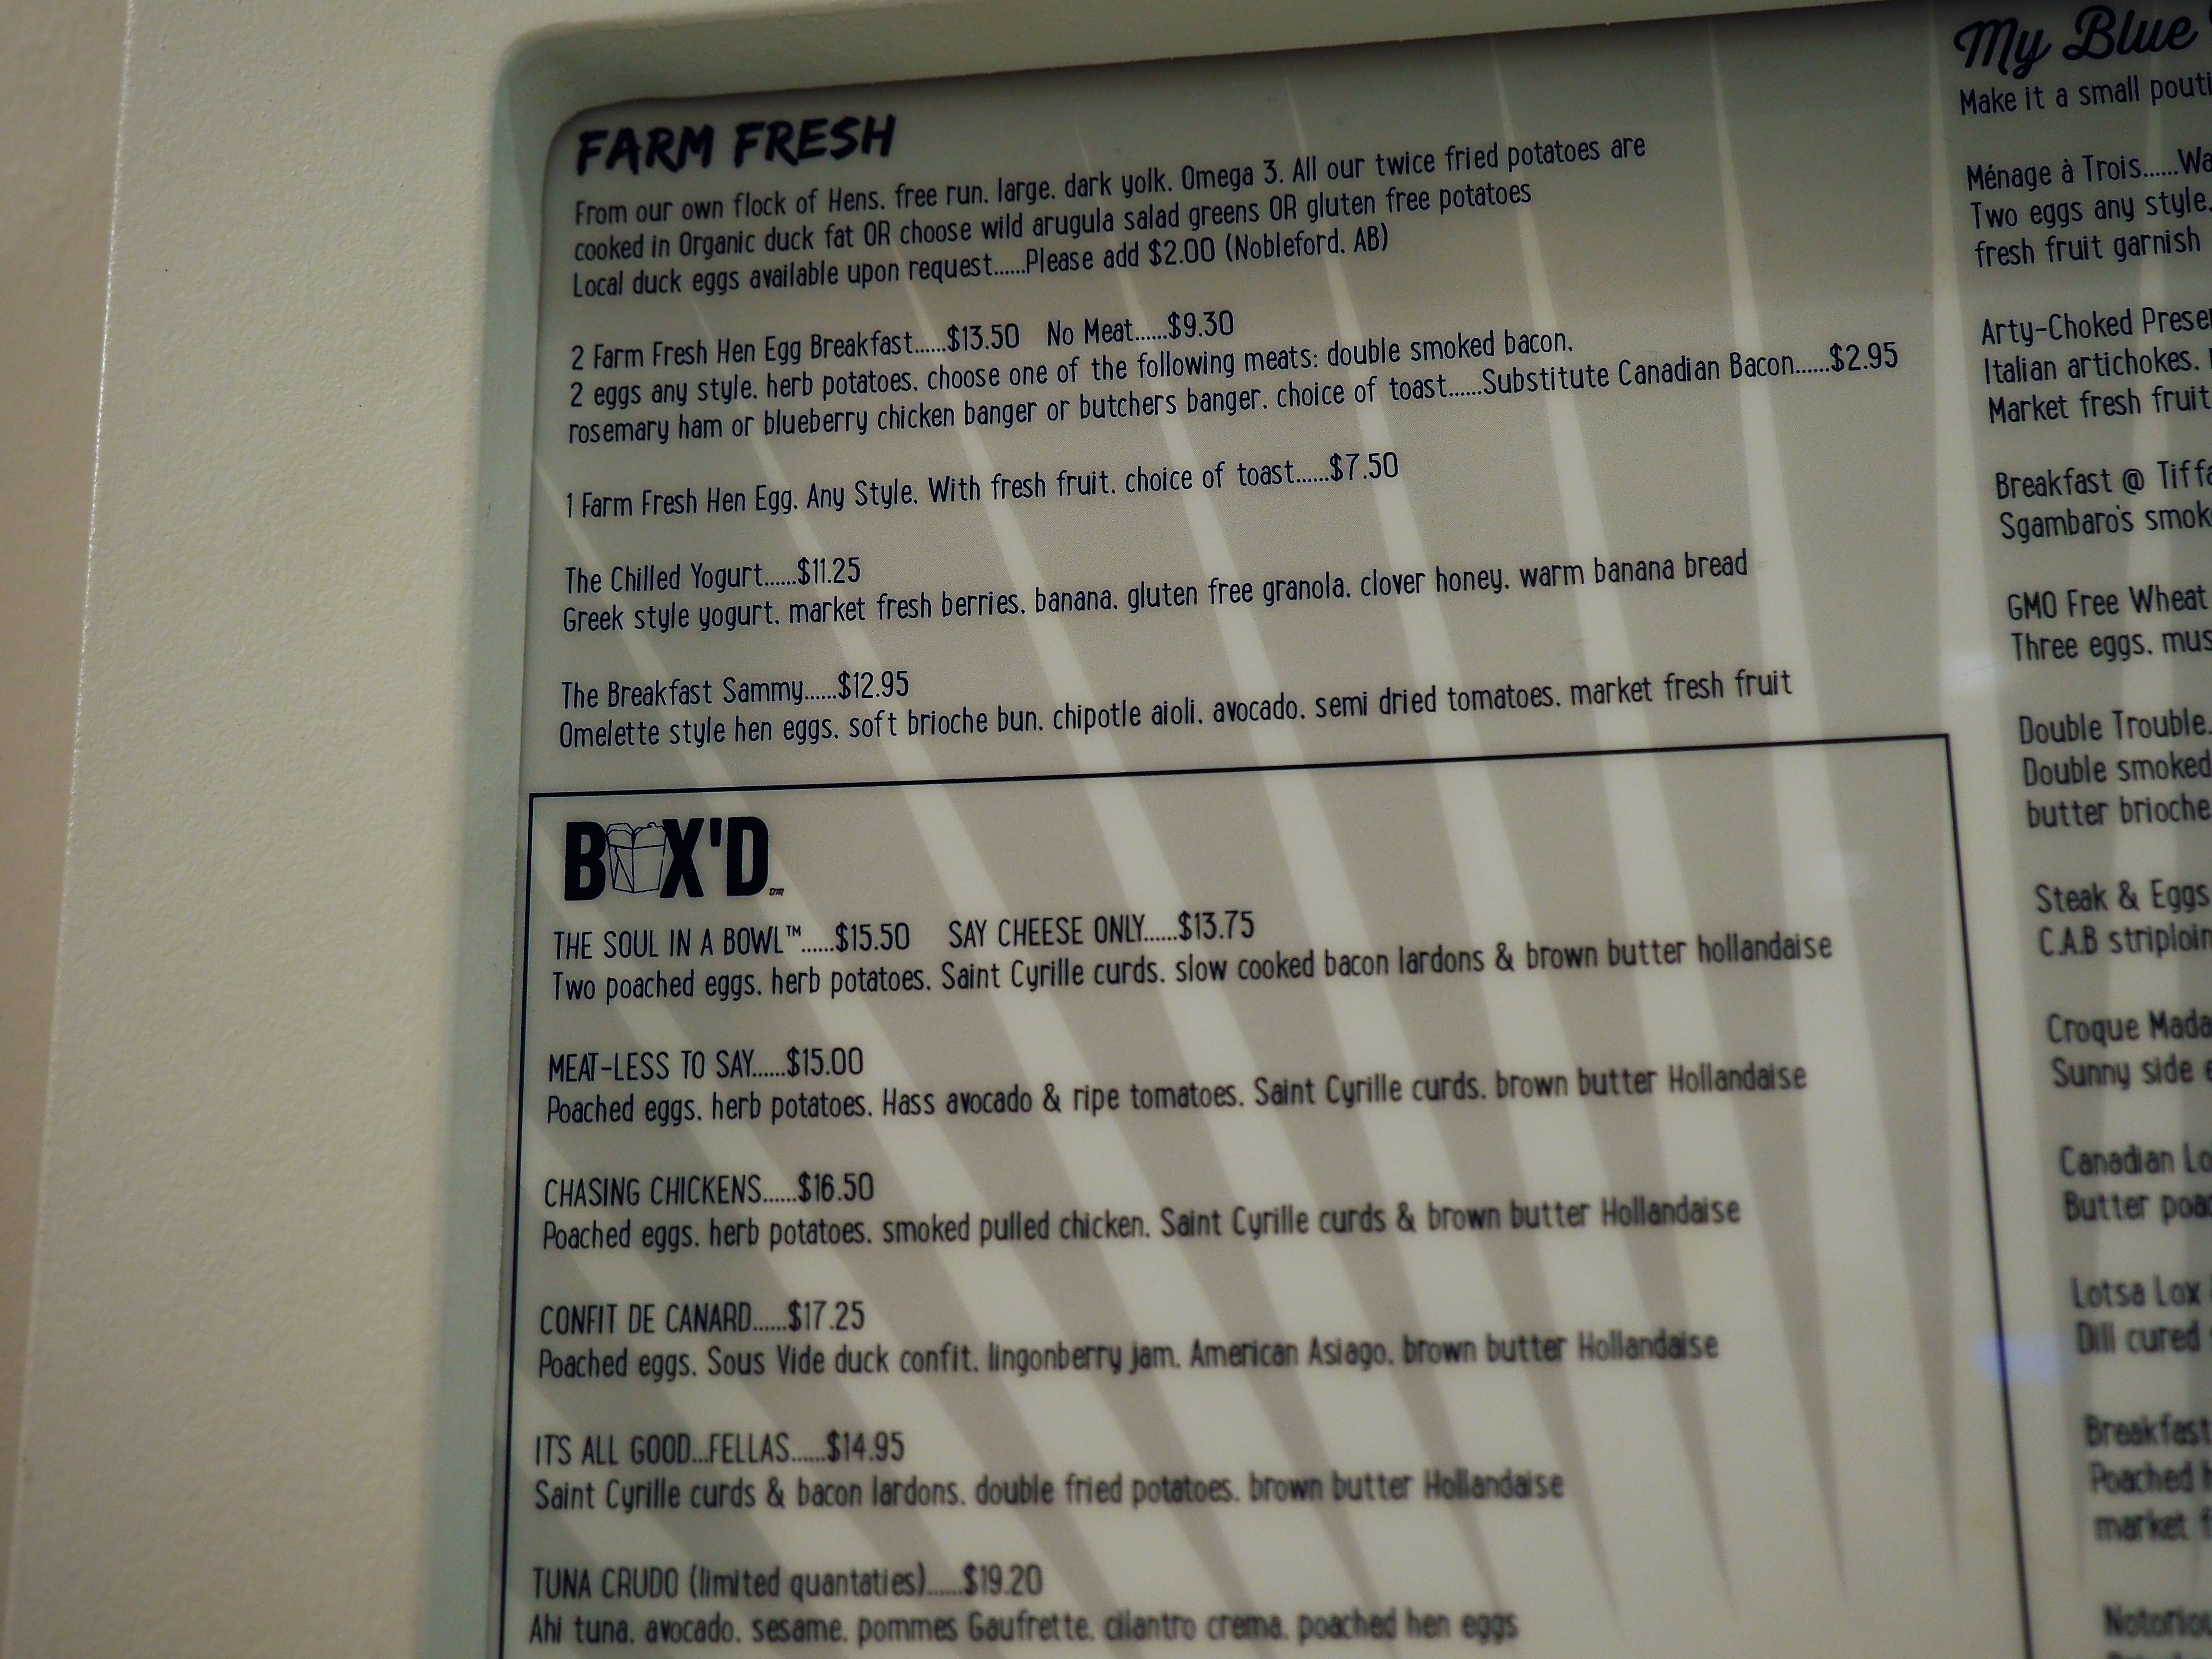 FARM FRESH
From our own flock of Hens. free run. large. dark yolk. Omega 3. All our twice fried potatoes are
cooked in Organic duck fat OR choose wild arugula salad greens OR gluten free potatoes
Local duck eggs available upon request......Please add $2.00 (Nobleford. AB)
2 Farm Fresh Hen Egg Breakfast......$13.50 No Meat......$9.30
2 eggs any style. herb potatoes. choose one of the following meats: double smoked bacon.
rosemary ham or blueberry chicken banger or butchers banger. choice of toast......Substitute Canadian Bacon......$2.95
1 Farm Fresh Hen Egg. Any Style. With fresh fruit. choice of toast......$7.50
The Chilled Yogurt......$11.25
Greek style yogurt. market fresh berries. banana. gluten free granola. clover honey. warm banana bread
The Breakfast Sammy......$12.95
Omelette style hen eggs. soft brioche bun. chipotle aioli. avocado. semi dried tomatoes. market fresh fruit
BOX'D
THE SOUL IN A BOWL™......$15.50 SAY CHEESE ONLY......$13.75
Two poached eggs. herb potatoes. Saint Cyrille curds. slow cooked bacon lardons & brown butter hollandaise
MEAT-LESS TO SAY......$15.00
Poached eggs. herb potatoes. Hass avocado & ripe tomatoes. Saint Cyrille curds. brown butter Hollandaise
CHASING CHICKENS......$16.50
Poached eggs. herb potatoes. smoked pulled chicken. Saint Cyrille curds & brown butter Hollandaise
CONFIT DE CANARD......$17.25
Poached eggs. Sous Vide duck confit. lingonberry jam. American Asiago. brown butter Hollandaise
IT'S ALL GOOD...FELLAS......$14.95
Saint Cyrille curds & bacon lardons. double fried potatoes. brown butter Hollandaise
TUNA CRUDO (limited quantaties)......$19.20
Ahi tuna. avocado. sesame. pommes Gaufrette. cilantro crema. poached hen eggs
My Blue
Make it a small
Ménage à Trois......
Two eggs any style.
fresh fruit garnish
Arty-Choked
Italian artichokes.
Market fresh fruit
Breakfast @
Sgambaro's
GMO Free Wheat
Three eggs.
Double Trouble.
Double smoked
butter brioche
Steak & Eggs
C.A.B
Croque
Sunny side
Canadian
Butter
Lotsa Lox
Dill cured
Breakfast
Poached
market